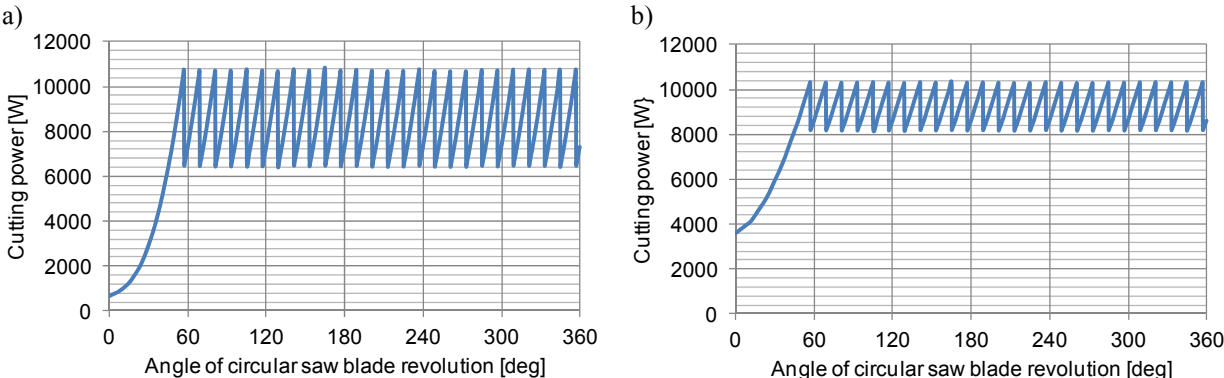 a)
12000
10000
8000
6000
4000
2000
0
Cutting power [W]
0 60 120 180 240 300 360
Angle of circular saw blade revolution [deg]
b)
12000
10000
8000
6000
4000
2000
0
Cutting power [W}
0 60 120 180 240 300 360
Angle of circular saw blade revolution [deg]